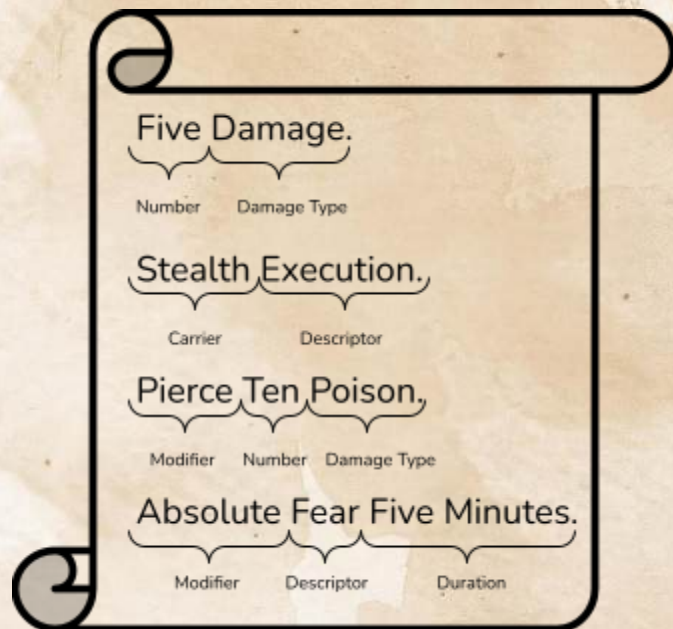 Five Damage.
Number Damage Type
Stealth Execution.
Carrier Descriptor
Pierce Ten Poison.
Modifier Number Damage Type
Absolute Fear Five Minutes.
Modifier Descriptor Duration